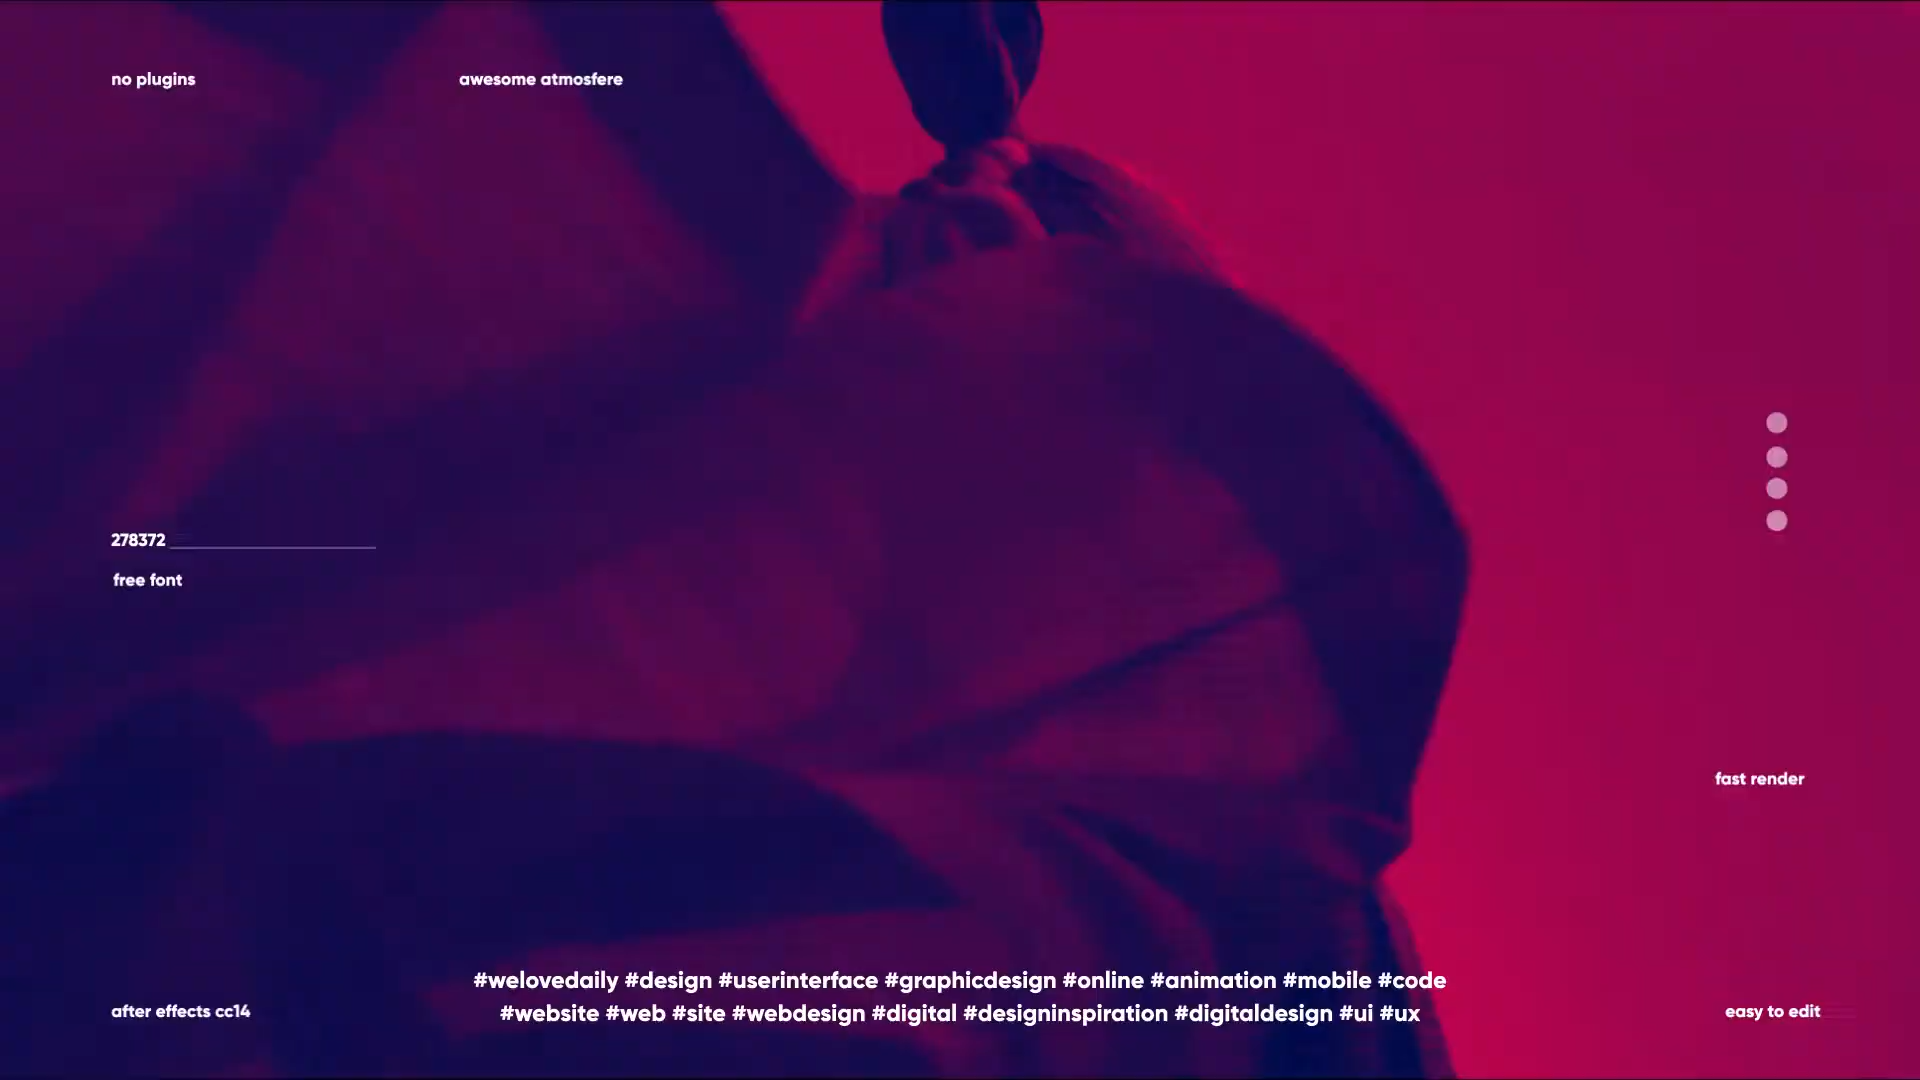 no plugins
awesome atmosfere
278372
free font
fast render
#welovedaily #design #userinterface #graphicdesign #online #animation #mobile #code
#website #web #site #webdesign #digital #designinspiration #digitaldesign #ui #ux
after effects cc14
easy to edit